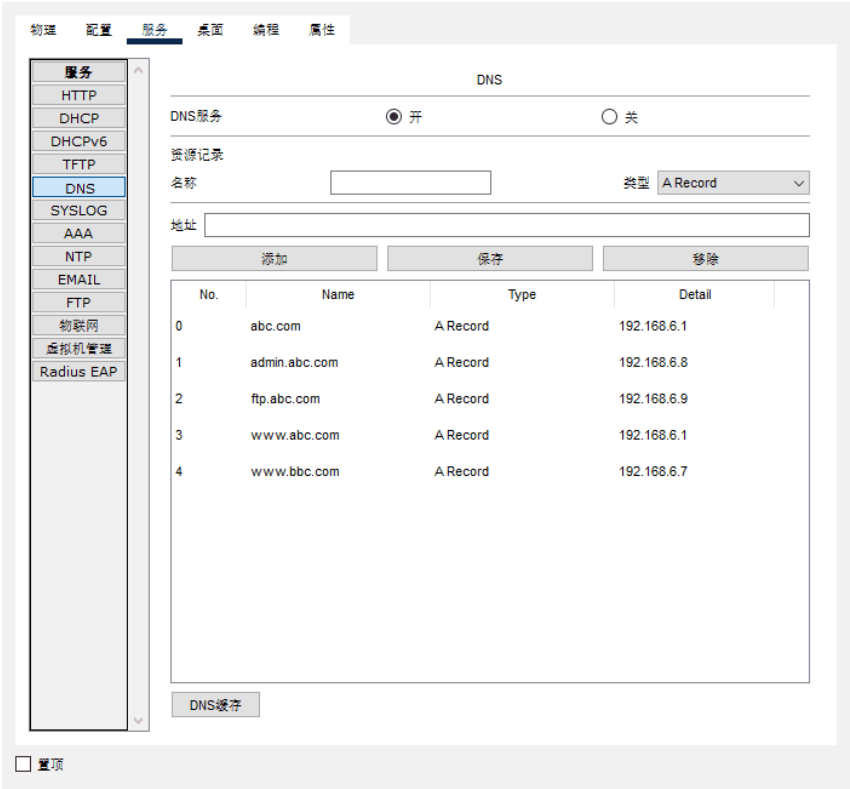 物理 配置 服务 桌面 编程 属性
服务
HTTP
DHCP
DHCPv6
TFTP
DNS
SYSLOG
AAA
NTP
EMAIL
FTP
物联网
虚拟机管理
Radius EAP
DNS
DNS服务 开 关
资源记录
名称 类型 A Record
地址
添加 保存 移除
No. Name Type Detail
0 abc.com A Record 192.168.6.1
1 admin.abc.com A Record 192.168.6.8
2 ftp.abc.com A Record 192.168.6.9
3 www.abc.com A Record 192.168.6.1
4 www.bbc.com A Record 192.168.6.7
DNS缓存
置顶